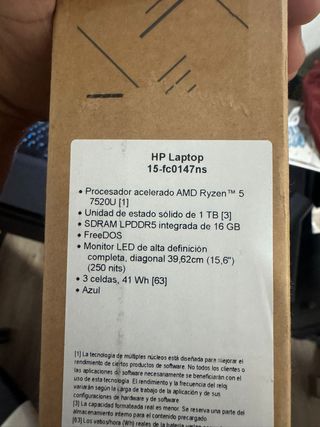 HP Laptop
15-fc0147ns
• Procesador acelerado AMD Ryzen™ 5
7520U [1]
• Unidad de estado sólido de 1 TB [3]
• SDRAM LPDDR5 integrada de 16 GB
• FreeDOS
• Monitor LED de alta definición
completa, diagonal 39,62cm (15,6")
(250 nits)
• 3 celdas, 41 Wh [63]
• Azul
[1] La tecnología de múltiples núcleos está diseñada para mejorar el
rendimiento de ciertos productos de software. No todos los clientes o
las aplicaciones de software necesariamente se beneficiarán con el
uso de esta tecnología. El rendimiento y la frecuencia del reloj
variarán según la carga de trabajo de la aplicación y de sus
configuraciones de hardware y de software
[3] La capacidad formateada real es menor. Se reserva una parte del
almacenamiento interno para el contenido precargado.
[63] Los vatios/hora (Wh) reales de la batería